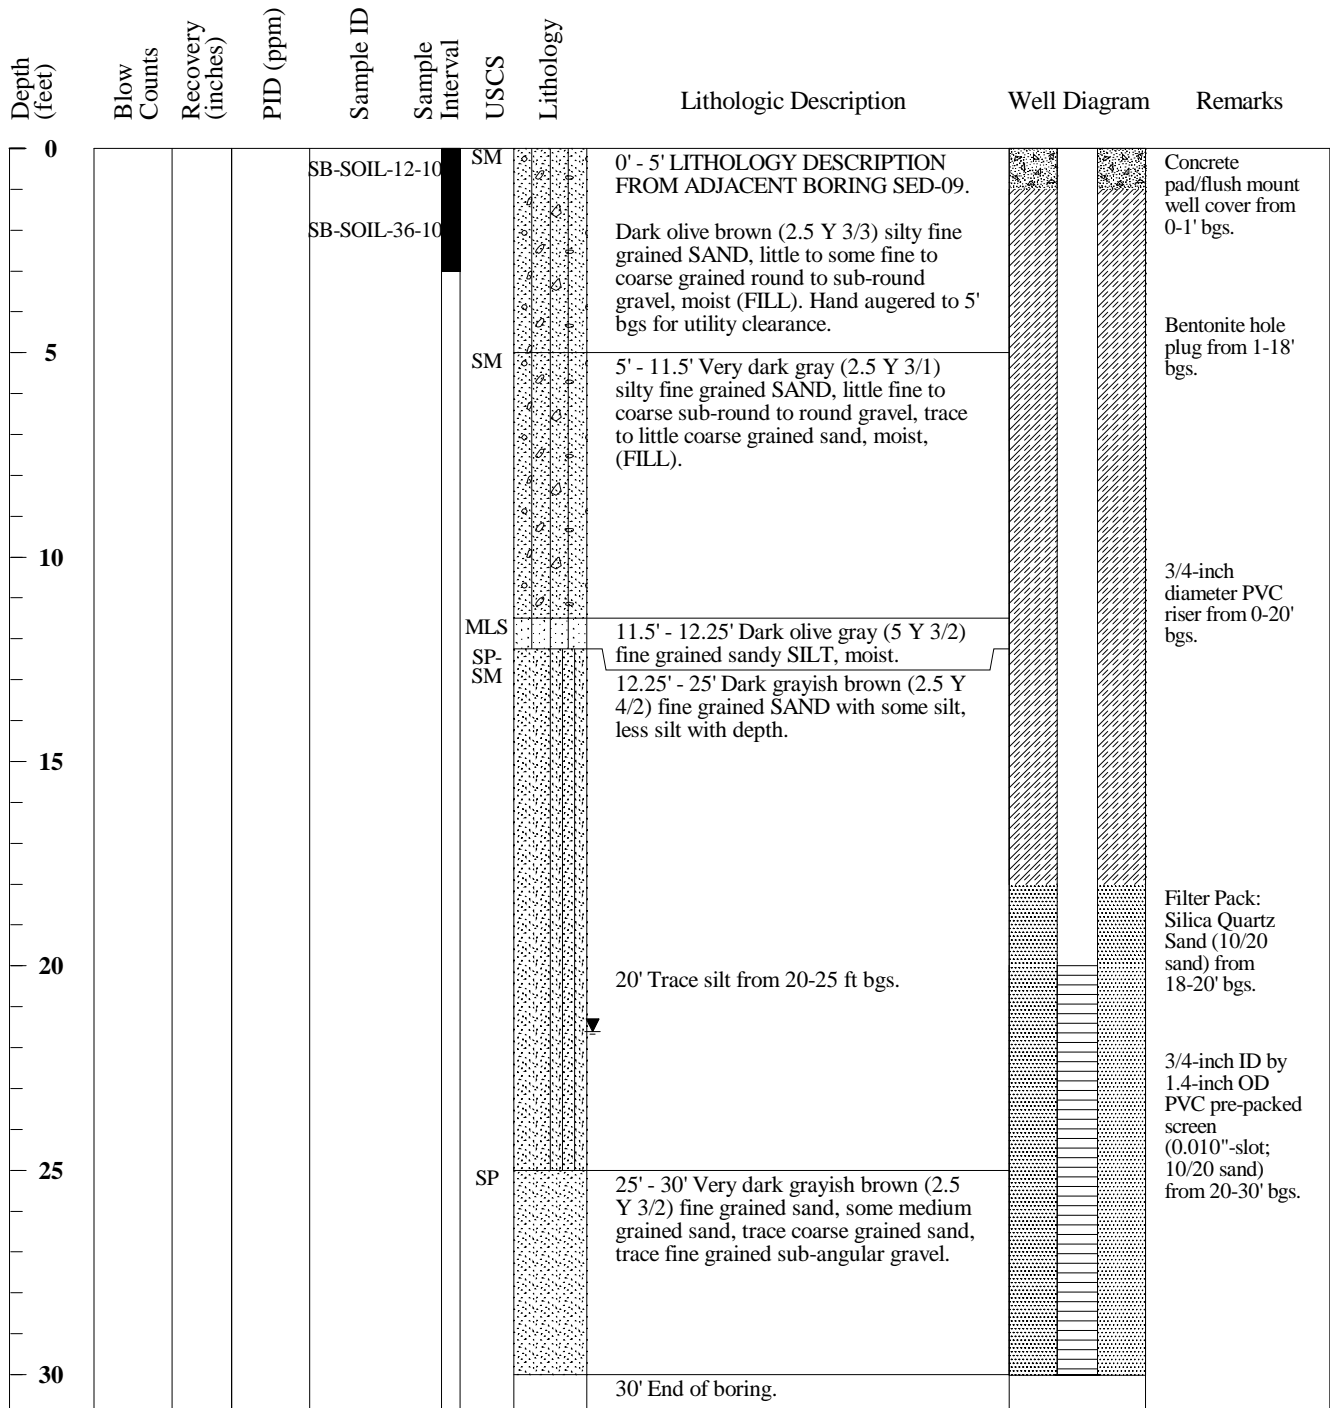 Depth
(feet)
Blow
Counts
Recovery
(inches)
PID (ppm)
Sample ID
Sample
Interval
USCS
Lithology
Lithologic Description
Well Diagram
Remarks
0
5
10
15
20
25
30
SB-SOIL-12-10
SB-SOIL-36-10
SM
SM
MLS
SP-
SM
SP
0' - 5' LITHOLOGY DESCRIPTION
FROM ADJACENT BORING SED-09.
Dark olive brown (2.5 Y 3/3) silty fine
grained SAND, little to some fine to
coarse grained round to sub-round
gravel, moist (FILL). Hand augered to 5'
bgs for utility clearance.
5' - 11.5' Very dark gray (2.5 Y 3/1)
silty fine grained SAND, little fine to
coarse sub-round to round gravel, trace
to little coarse grained sand, moist,
(FILL).
11.5' - 12.25' Dark olive gray (5 Y 3/2)
fine grained sandy SILT, moist.
12.25' - 25' Dark grayish brown (2.5 Y
4/2) fine grained SAND with some silt,
less silt with depth.
20' Trace silt from 20-25 ft bgs.
25' - 30' Very dark grayish brown (2.5
Y 3/2) fine grained sand, some medium
grained sand, trace coarse grained sand,
trace fine grained sub-angular gravel.
30' End of boring.
Concrete
pad/flush mount
well cover from
0-1' bgs.
Bentonite hole
plug from 1-18'
bgs.
3/4-inch
diameter PVC
riser from 0-20'
bgs.
Filter Pack:
Silica Quartz
Sand (10/20
sand) from
18-20' bgs.
3/4-inch ID by
1.4-inch OD
PVC pre-packed
screen
(0.010"-slot;
10/20 sand)
from 20-30' bgs.